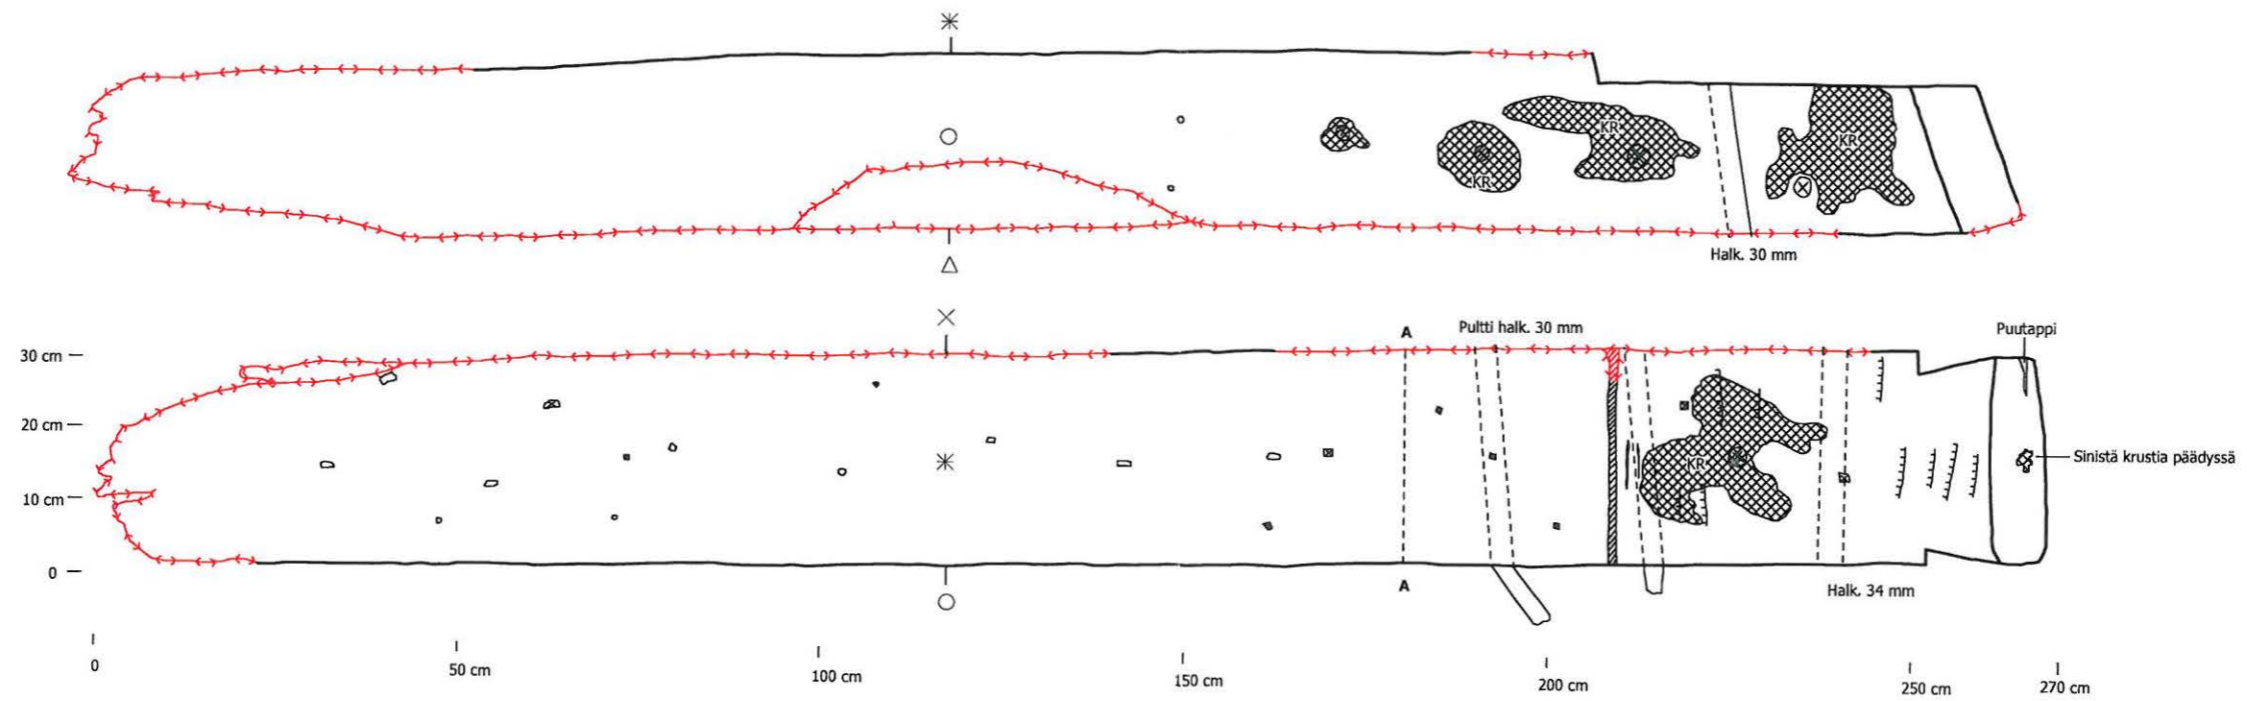 KR
KR
KR
Halk. 30 mm
A
Pultti halk. 30 mm
Puutappi
30 cm
20 cm
KR
Sinistä krustia päädyssä
10 cm
0
A
Halk. 34 mm
0
50 cm
100 cm
150 cm
200 cm
250 cm
270 cm